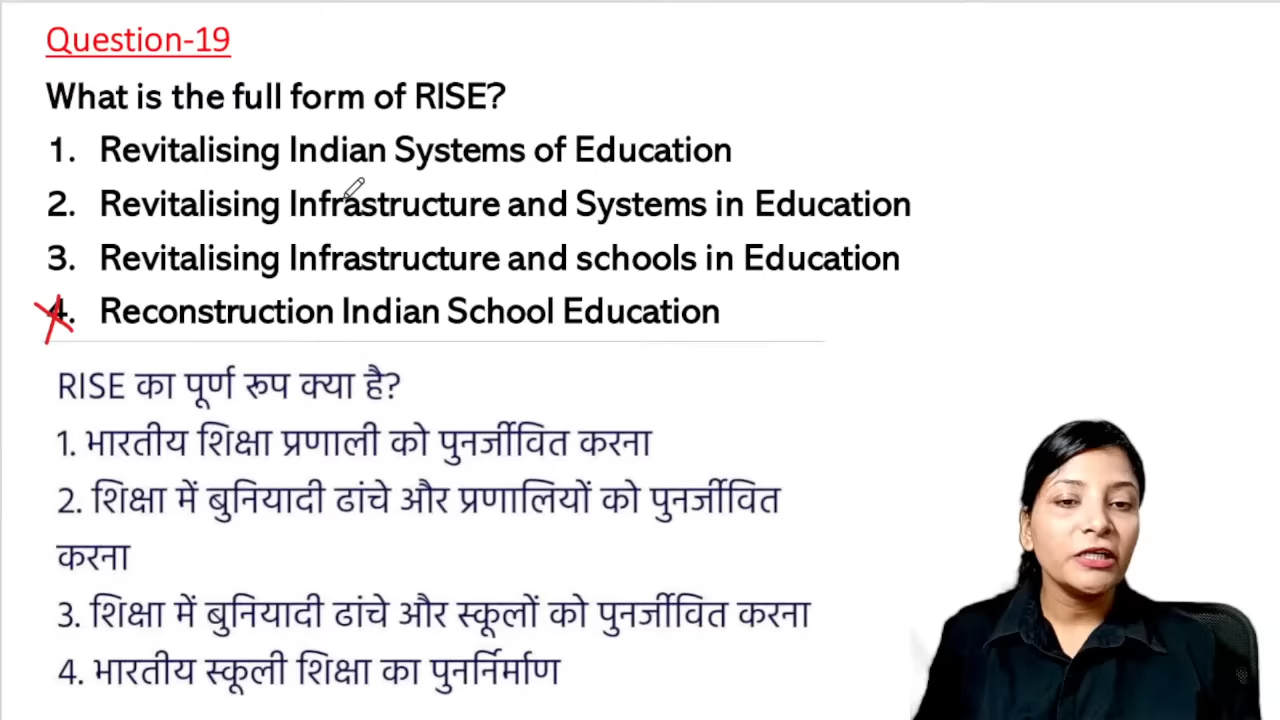 Question-19
What is the full form of RISE?
1. Revitalising Indian Systems of Education
2. Revitalising Infrastructure and Systems in Education
3. Revitalising Infrastructure and schools in Education
4. Reconstruction Indian School Education
RISE का पूर्ण रूप क्या है?
1. भारतीय शिक्षा प्रणाली को पुनर्जीवित करना
2. शिक्षा में बुनियादी ढांचे और प्रणालियों को पुनर्जीवित
करना
3. शिक्षा में बुनियादी ढांचे और स्कूलों को पुनर्जीवित करना
4. भारतीय स्कूली शिक्षा का पुनर्निर्माण